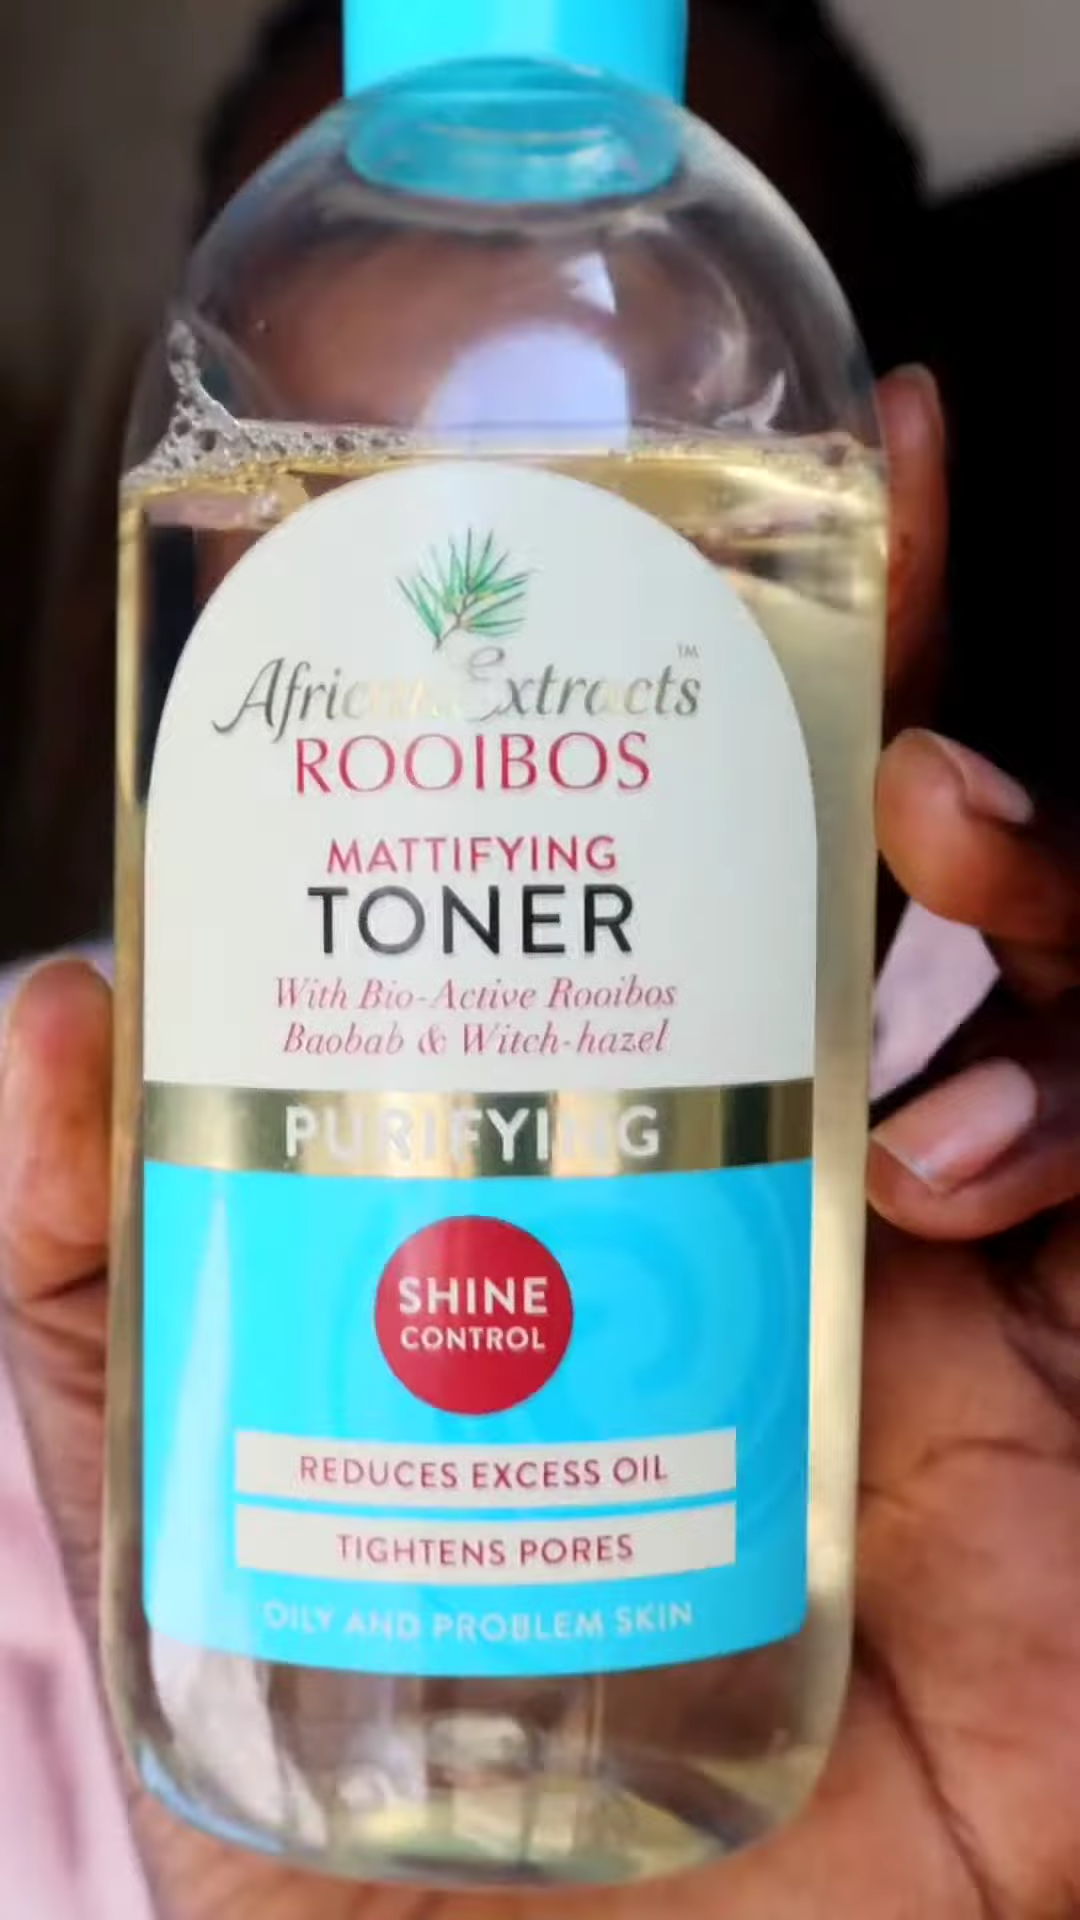 African Extracts™
ROOIBOS
MATTIFYING
TONER
With Bio-Active Rooibos
Baobab & Witch-hazel
PURIFYING
SHINE
CONTROL
REDUCES EXCESS OIL
TIGHTENS PORES
OILY AND PROBLEM SKIN